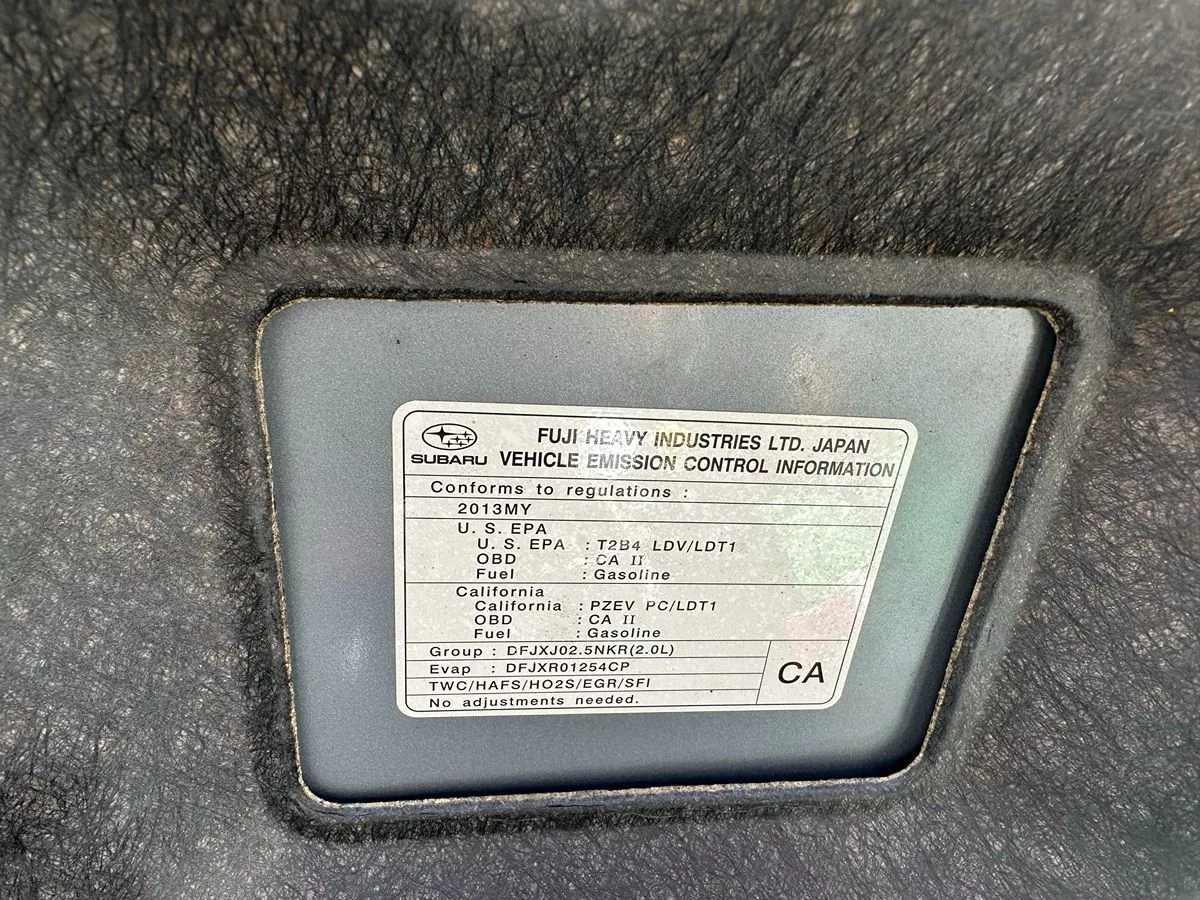 SUBARU
FUJI HEAVY INDUSTRIES LTD. JAPAN
VEHICLE EMISSION CONTROL INFORMATION
Conforms to regulations :
2013MY
U. S. EPA
U. S. EPA : T2B4 LDV/LDT1
OBD : CA II
Fuel : Gasoline
California
California : PZEV PC/LDT1
OBD : CA II
Fuel : Gasoline
Group : DFJXJ02.5NKR(2.0L)
Evap : DFJXR01254CP
TWC/HAFS/HO2S/EGR/SFI
No adjustments needed.
CA